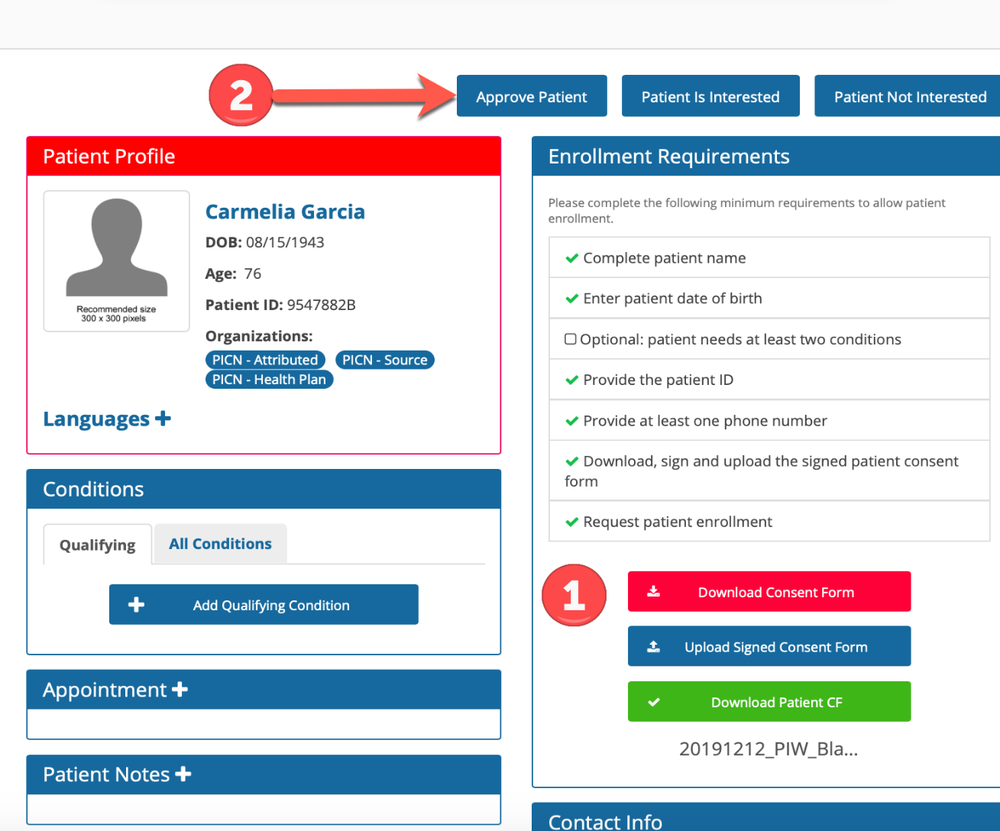 2
Approve Patient
Patient Is Interested
Patient Not Interested
Patient Profile
Recommended size
300 x 300 pixels
Carmelia Garcia
DOB: 08/15/1943
Age: 76
Patient ID: 9547882B
Organizations:
PICN - Attributed
PICN - Source
PICN - Health Plan
Languages
Conditions
Qualifying
All Conditions
Add Qualifying Condition
Appointment
Patient Notes
Enrollment Requirements
Please complete the following minimum requirements to allow patient
enrollment.
Complete patient name
Enter patient date of birth
Optional: patient needs at least two conditions
Provide the patient ID
Provide at least one phone number
Download, sign and upload the signed patient consent
form
Request patient enrollment
1
Download Consent Form
Upload Signed Consent Form
Download Patient CF
20191212_PIW_Bla...
Contact Info